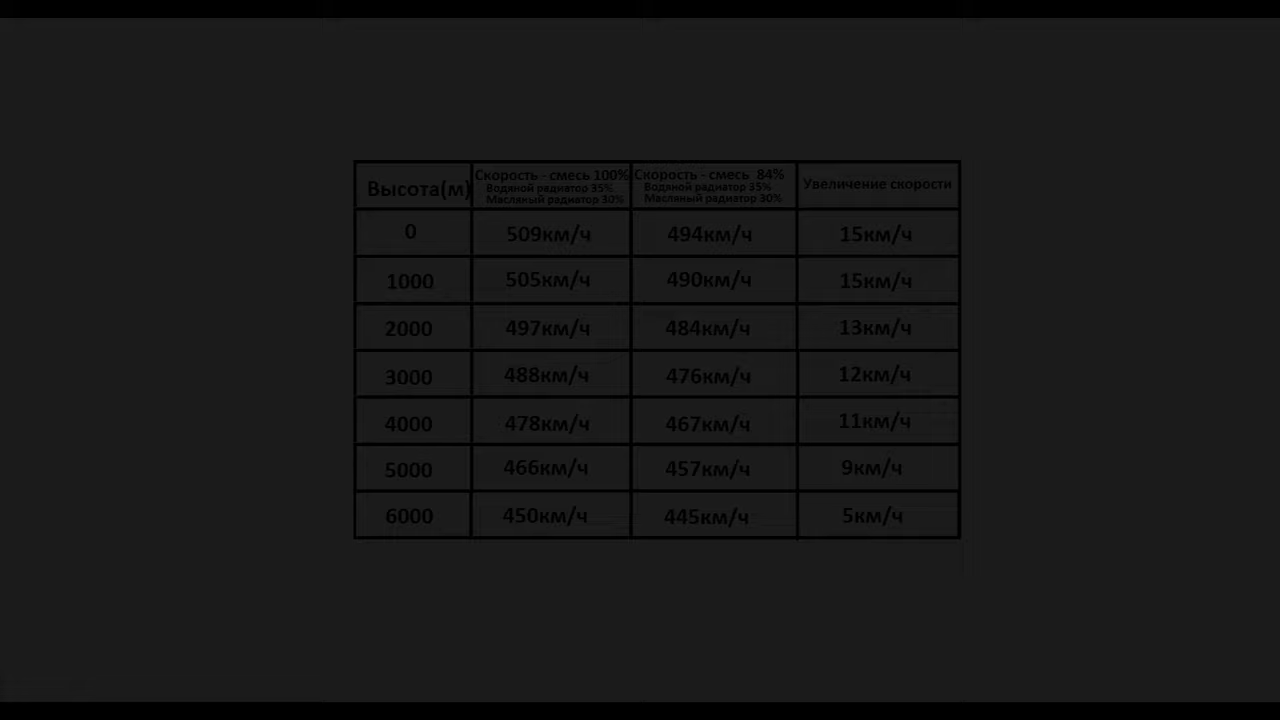 Высота(м) Скорость - смесь 100% Скорость - смесь 84% Увеличение скорости
Водяной радиатор 35% Водяной радиатор 35%
Масляный радиатор 30% Масляный радиатор 30%
0 509км/ч 494км/ч 15км/ч
1000 505км/ч 490км/ч 15км/ч
2000 497км/ч 484км/ч 13км/ч
3000 488км/ч 476км/ч 12км/ч
4000 478км/ч 467км/ч 11км/ч
5000 466км/ч 457км/ч 9км/ч
6000 450км/ч 445км/ч 5км/ч